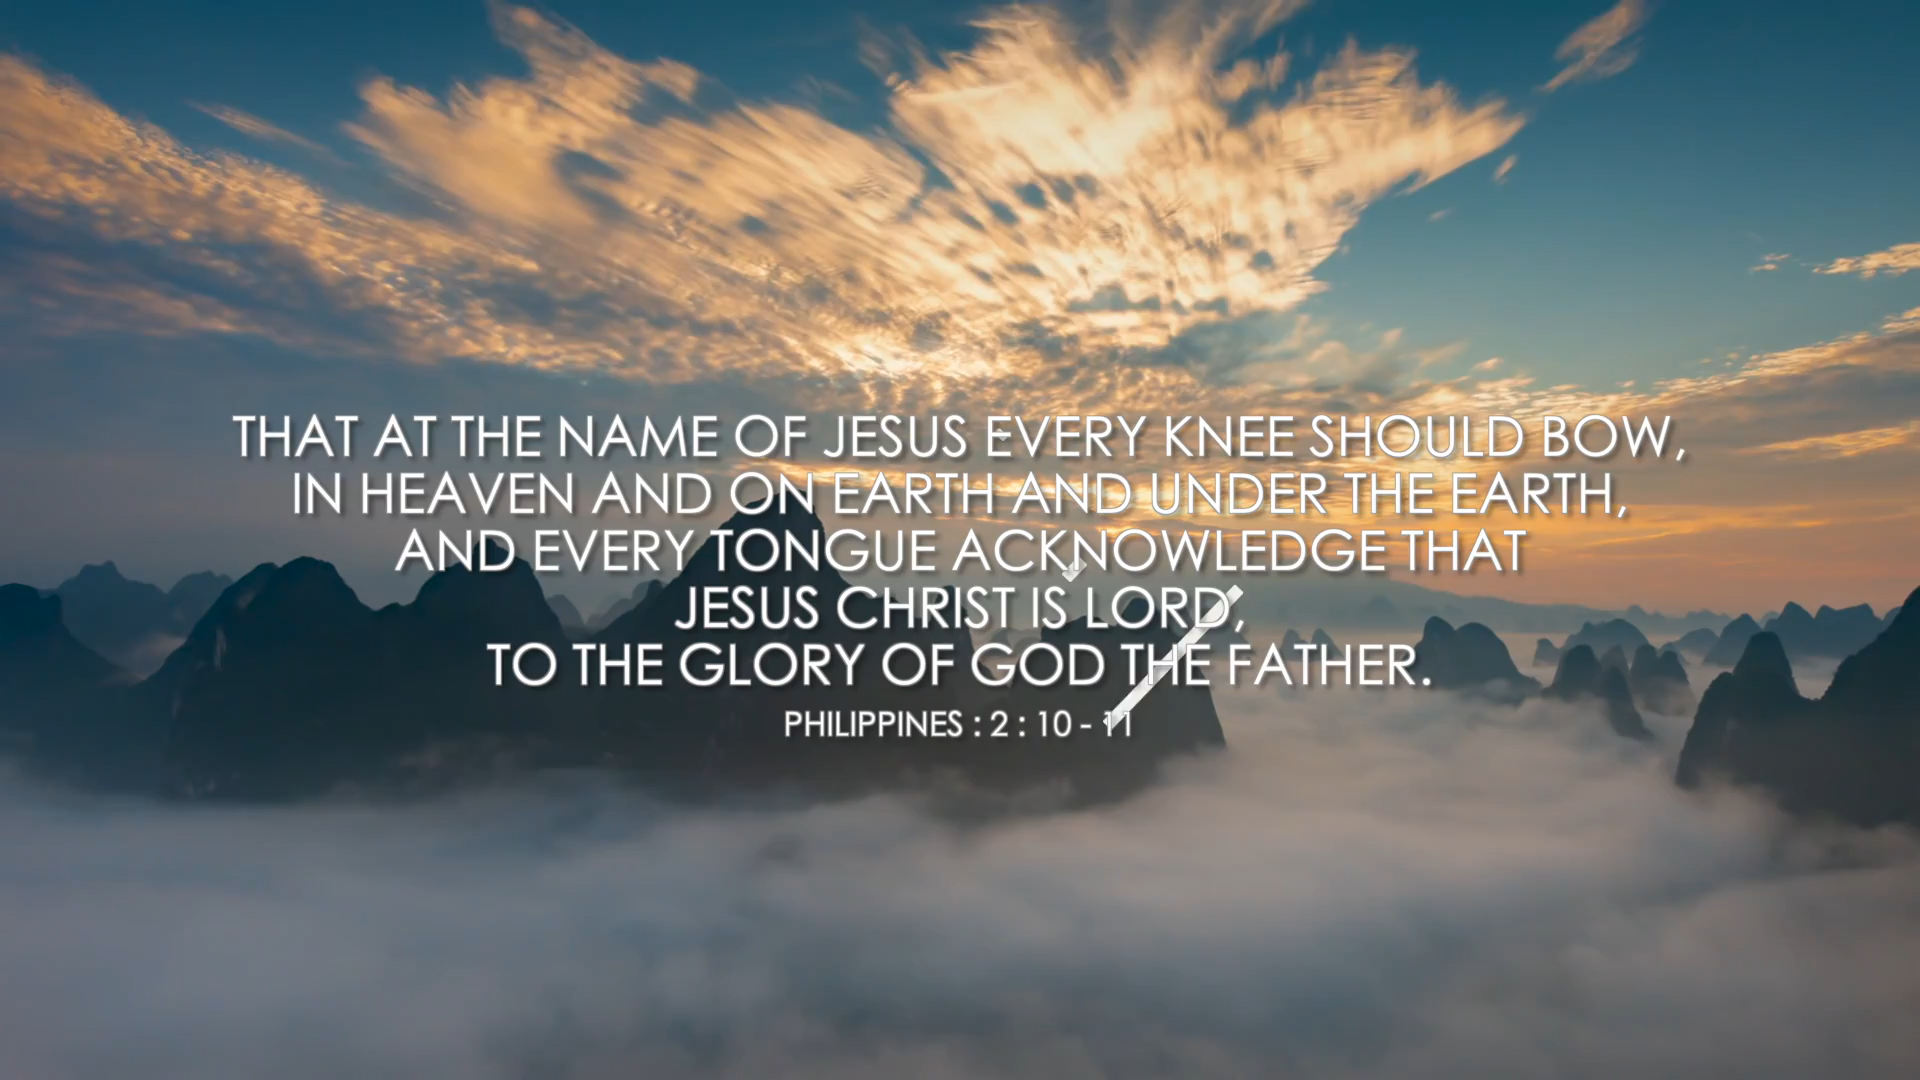 THAT AT THE NAME OF JESUS EVERY KNEE SHOULD BOW,
IN HEAVEN AND ON EARTH AND UNDER THE EARTH,
AND EVERY TONGUE ACKNOWLEDGE THAT
JESUS CHRIST IS LORD,
TO THE GLORY OF GOD THE FATHER.
PHILIPPINES : 2 : 10 - 11